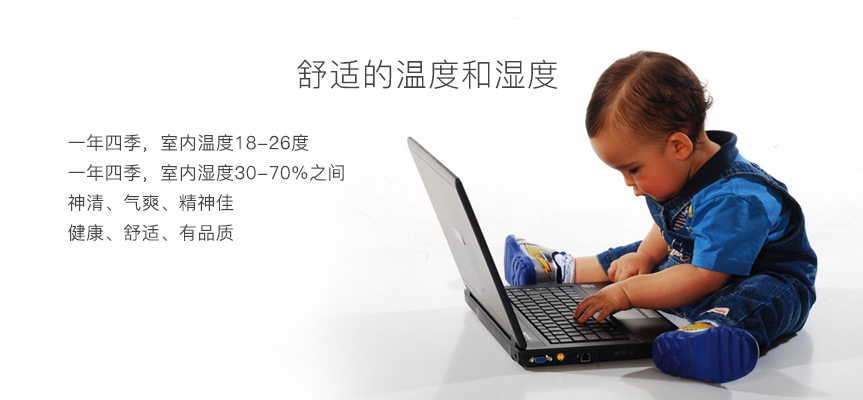 舒适的温度和湿度
一年四季，室内温度18-26度
一年四季，室内湿度30-70%之间
神清、气爽、精神佳
健康、舒适、有品质